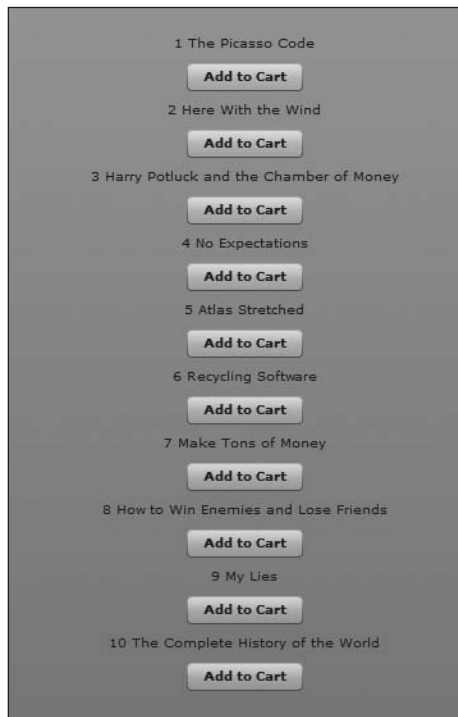 1 The Picasso Code
Add to Cart
2 Here With the Wind
Add to Cart
3 Harry Potluck and the Chamber of Money
Add to Cart
4 No Expectations
Add to Cart
5 Atlas Stretched
Add to Cart
6 Recycling Software
Add to Cart
7 Make Tons of Money
Add to Cart
8 How to Win Enemies and Lose Friends
Add to Cart
9 My Lies
Add to Cart
10 The Complete History of the World
Add to Cart